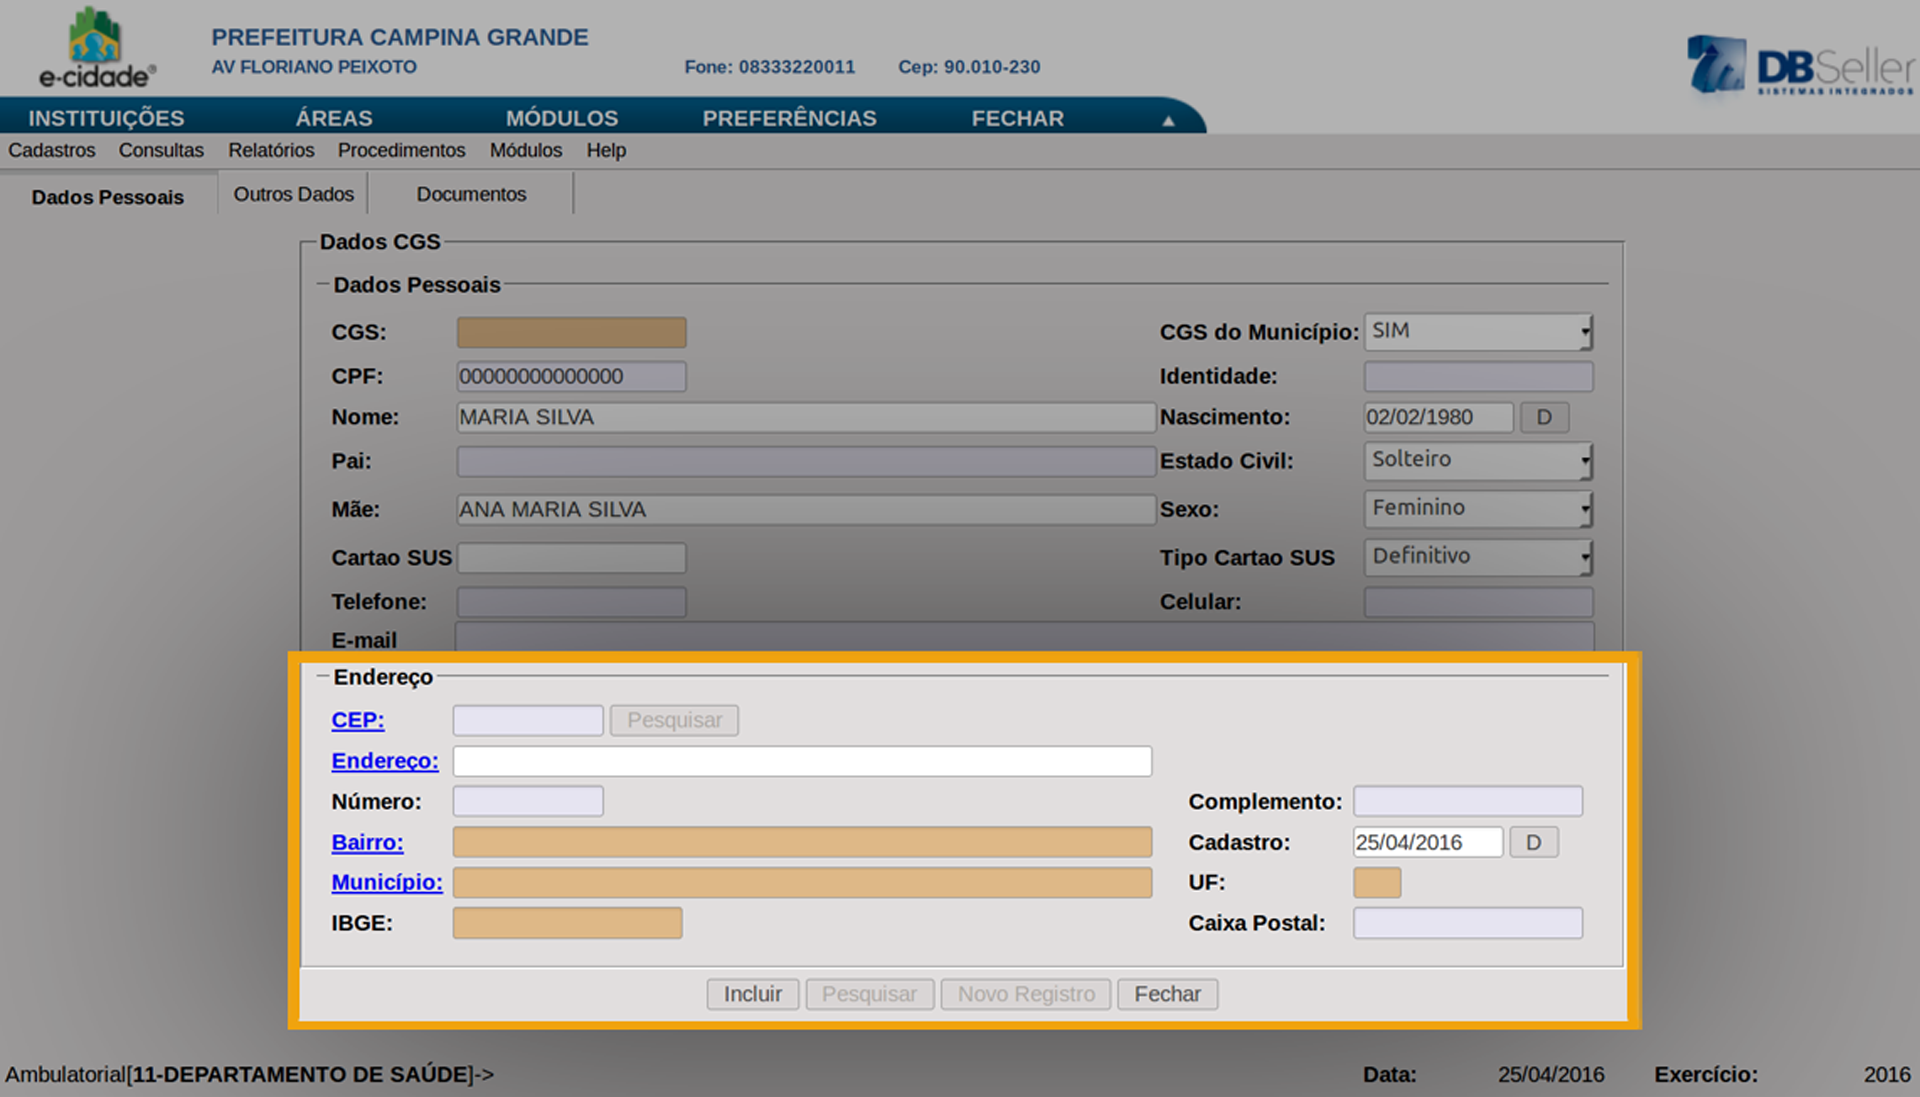 e-cidade®
PREFEITURA CAMPINA GRANDE
AV FLORIANO PEIXOTO Fone: 08333220011 Cep: 90.010-230
DBSeller
SISTEMAS INTEGRADOS
INSTITUIÇÕES ÁREAS MÓDULOS PREFERÊNCIAS FECHAR ▲
Cadastros Consultas Relatórios Procedimentos Módulos Help
Dados Pessoais Outros Dados Documentos
Dados CGS
Dados Pessoais
CGS: CGS do Município: SIM
CPF: 00000000000000 Identidade:
Nome: MARIA SILVA Nascimento: 02/02/1980 D
Pai: Estado Civil: Solteiro
Mãe: ANA MARIA SILVA Sexo: Feminino
Cartao SUS Tipo Cartao SUS Definitivo
Telefone: Celular:
E-mail
Endereço
CEP: Pesquisar
Endereço:
Número: Complemento:
Bairro: Cadastro: 25/04/2016 D
Município: UF:
IBGE: Caixa Postal:
Incluir Pesquisar Novo Registro Fechar
Ambulatorial[11-DEPARTAMENTO DE SAÚDE]-> Data: 25/04/2016 Exercício: 2016